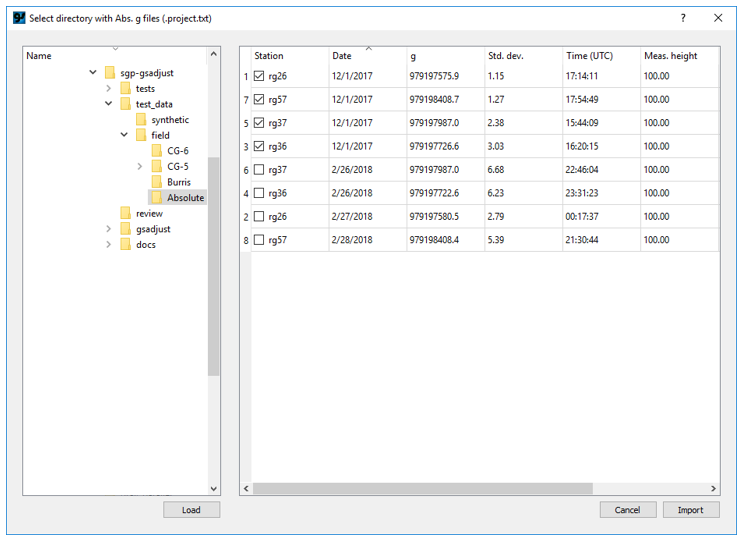 Select directory with Abs. g files (.project.txt)
?
Name
sgp-gsadjust
tests
test_data
synthetic
field
CG-6
CG-5
Burris
Absolute
review
gsadjust
docs
Load
Station Date g Std. dev. Time (UTC) Meas. height
1 rg26 12/1/2017 979197575.9 1.15 17:14:11 100.00
7 rg57 12/1/2017 979198408.7 1.27 17:54:49 100.00
5 rg37 12/1/2017 979197987.0 2.38 15:44:09 100.00
3 rg36 12/1/2017 979197726.6 3.03 16:20:15 100.00
6 rg37 2/26/2018 979197987.0 6.68 22:46:04 100.00
4 rg36 2/26/2018 979197722.6 6.23 23:31:23 100.00
2 rg26 2/27/2018 979197580.5 2.79 00:17:37 100.00
8 rg57 2/28/2018 979198408.4 5.39 21:30:44 100.00
Cancel Import